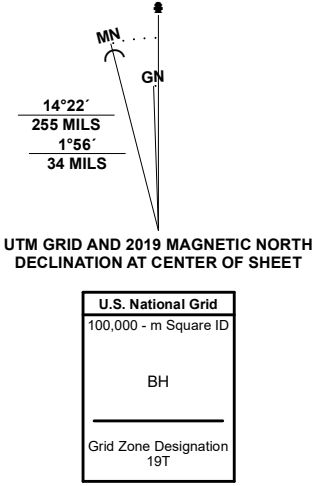 MN
GN
14°22´
255 MILS
1°56´
34 MILS
UTM GRID AND 2019 MAGNETIC NORTH
DECLINATION AT CENTER OF SHEET
U.S. National Grid
100,000 - m Square ID
BH
Grid Zone Designation
19T